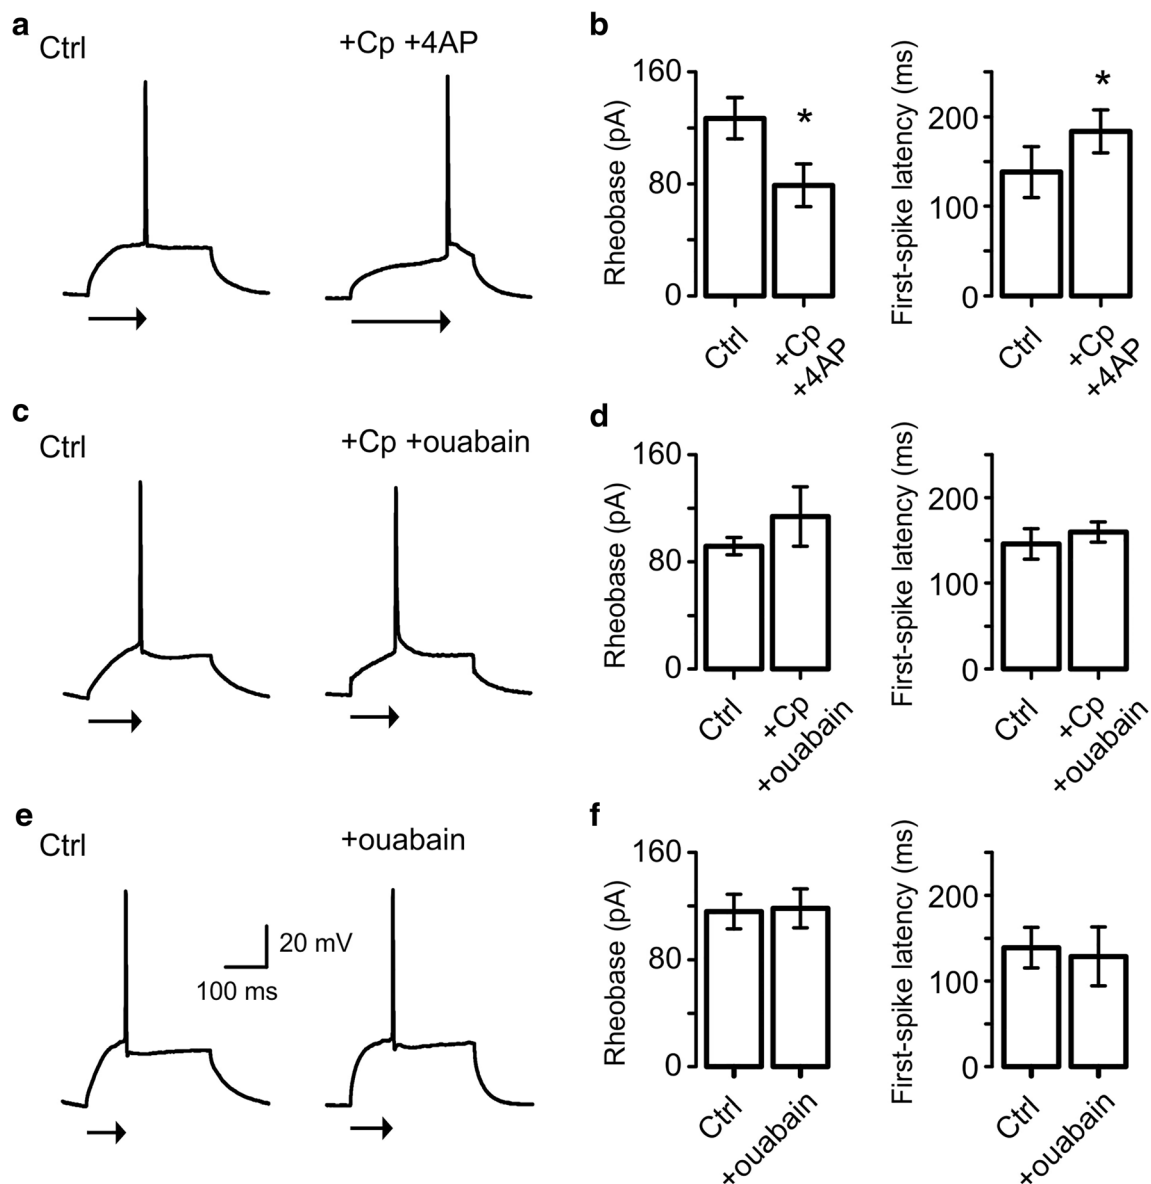 a
Ctrl
+Cp +4AP
b
Rheobase (pA)
160
80
0
*
Ctrl
+Cp
+4AP
First-spike latency (ms)
200
100
0
*
Ctrl
+Cp
+4AP
c
Ctrl
+Cp +ouabain
d
Rheobase (pA)
160
80
0
Ctrl
+Cp
+ouabain
First-spike latency (ms)
200
100
0
Ctrl
+Cp
+ouabain
e
Ctrl
+ouabain
20 mV
100 ms
f
Rheobase (pA)
160
80
0
Ctrl
+ouabain
First-spike latency (ms)
200
100
0
Ctrl
+ouabain